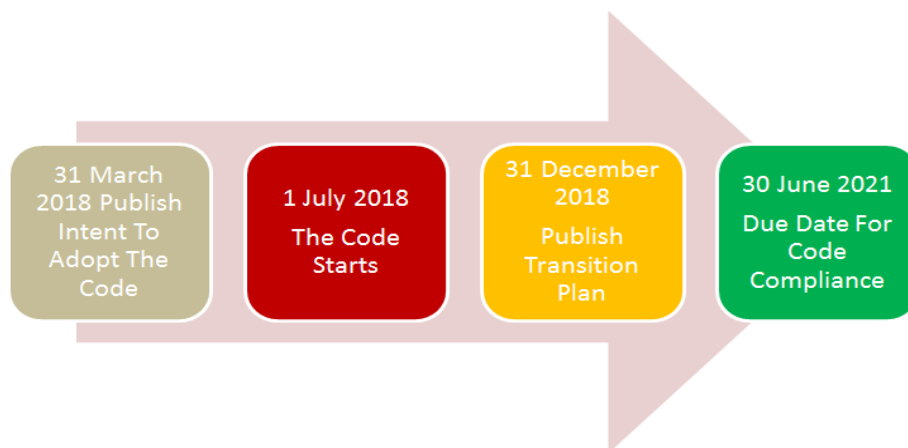 31 March
2018 Publish
Intent To
Adopt The
Code
1 July 2018
The Code
Starts
31 December
2018
Publish
Transition
Plan
30 June 2021
Due Date For
Code
Compliance